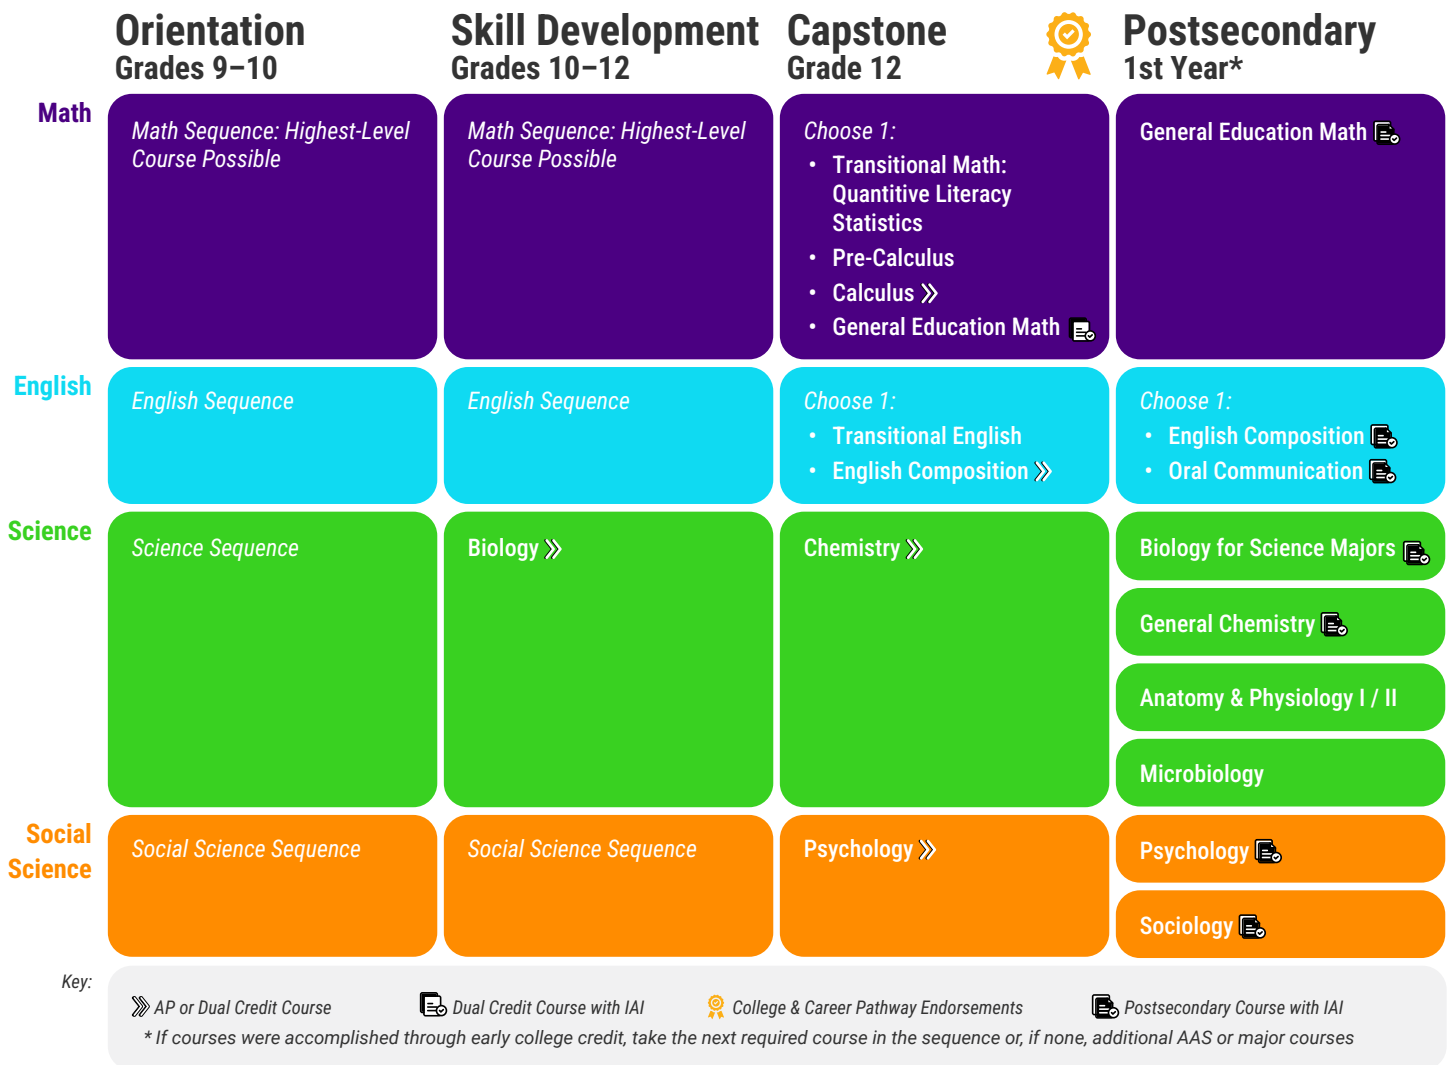 Orientation
Grades 9–10
Skill Development
Grades 10–12
Capstone
Grade 12
Postsecondary
1st Year*
Math
Math Sequence: Highest-Level
Course Possible
Math Sequence: Highest-Level
Course Possible
Choose 1:
• Transitional Math:
Quantitive Literacy
Statistics
• Pre-Calculus
• Calculus
• General Education Math
General Education Math
English
English Sequence
English Sequence
Choose 1:
• Transitional English
• English Composition
Choose 1:
• English Composition
• Oral Communication
Science
Science Sequence
Biology
Chemistry
Biology for Science Majors
General Chemistry
Anatomy & Physiology I / II
Microbiology
Social
Science
Social Science Sequence
Social Science Sequence
Psychology
Psychology
Sociology
Key:
AP or Dual Credit Course
Dual Credit Course with IAI
College & Career Pathway Endorsements
Postsecondary Course with IAI
* If courses were accomplished through early college credit, take the next required course in the sequence or, if none, additional AAS or major courses